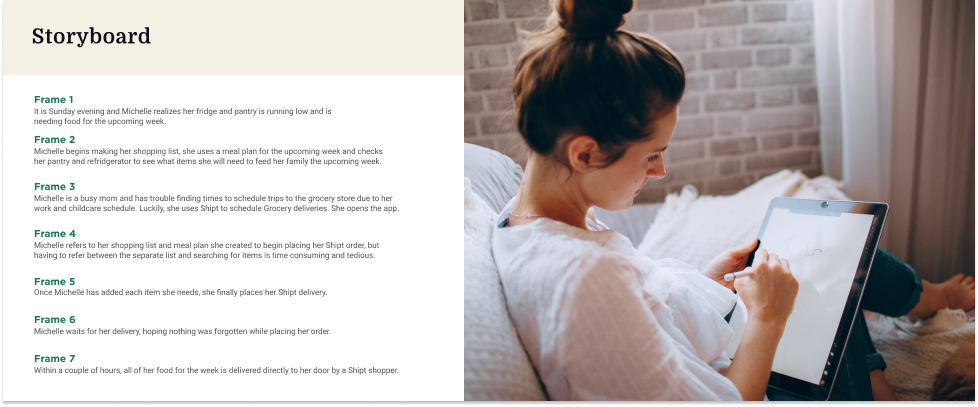 Storyboard
Frame 1
It is Sunday evening and Michelle realizes her fridge and pantry is running low and is
needing food for the upcoming week.
Frame 2
Michelle begins making her shopping list, she uses a meal plan for the upcoming week and checks
her pantry and refridgerator to see what items she will need to feed her family the upcoming week.
Frame 3
Michelle is a busy mom and has trouble finding times to schedule trips to the grocery store due to her
work and childcare schedule. Luckily, she uses Shipt to schedule Grocery deliveries. She opens the app.
Frame 4
Michelle refers to her shopping list and meal plan she created to begin placing her Shipt order, but
having to refer between the separate list and searching for items is time consuming and tedious.
Frame 5
Once Michelle has added each item she needs, she finally places her Shipt delivery.
Frame 6
Michelle waits for her delivery, hoping nothing was forgotten while placing her order.
Frame 7
Within a couple of hours, all of her food for the week is delivered directly to her door by a Shipt shopper.